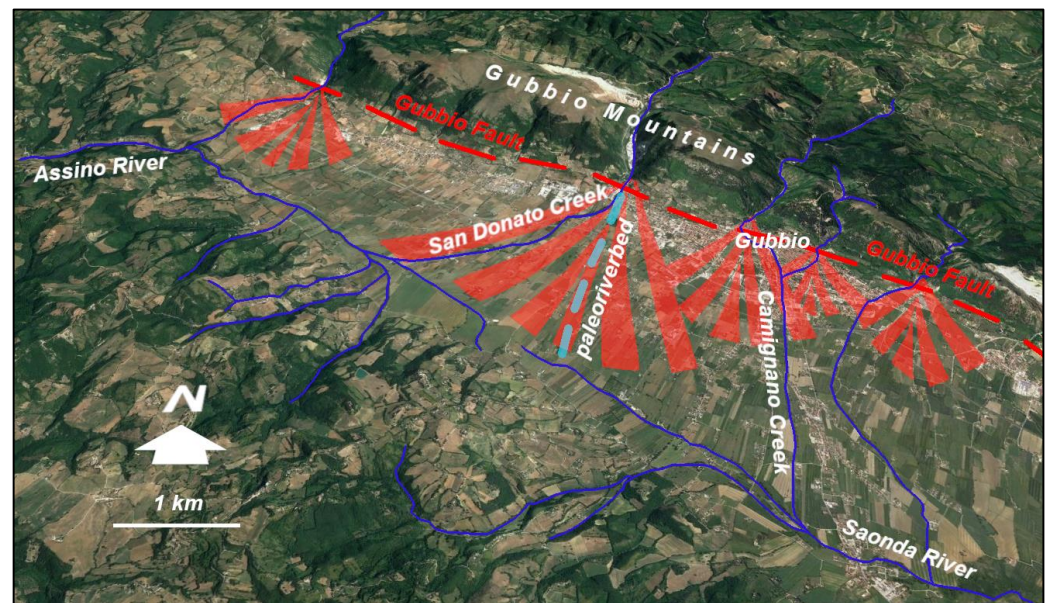 Gubbio Mountains
Gubbio Fault
Assino River
San Donato Creek
paleoriverbed
Gubbio
Gubbio Fault
Camignano Creek
N
1 km
Saonda River